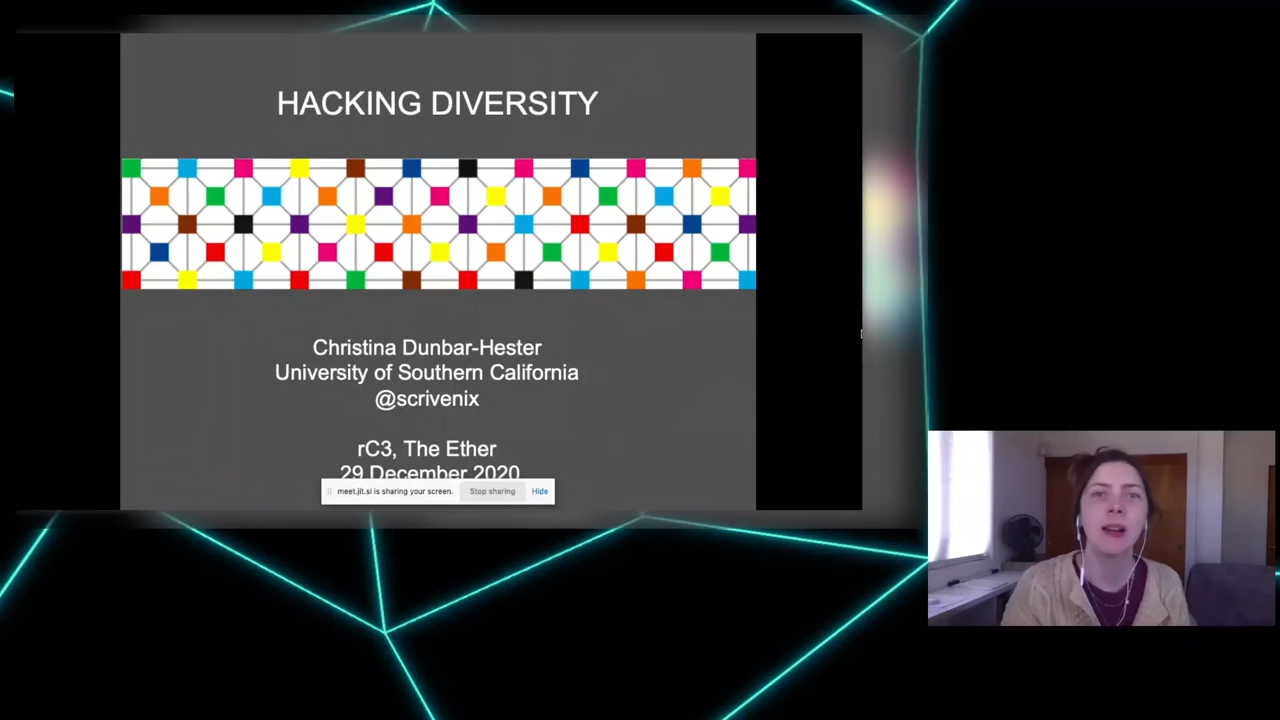 HACKING DIVERSITY
Christina Dunbar-Hester
University of Southern California
@scrivenix
rC3, The Ether
29 December 2020
meet.jit.si is sharing your screen. Stop sharing Hide